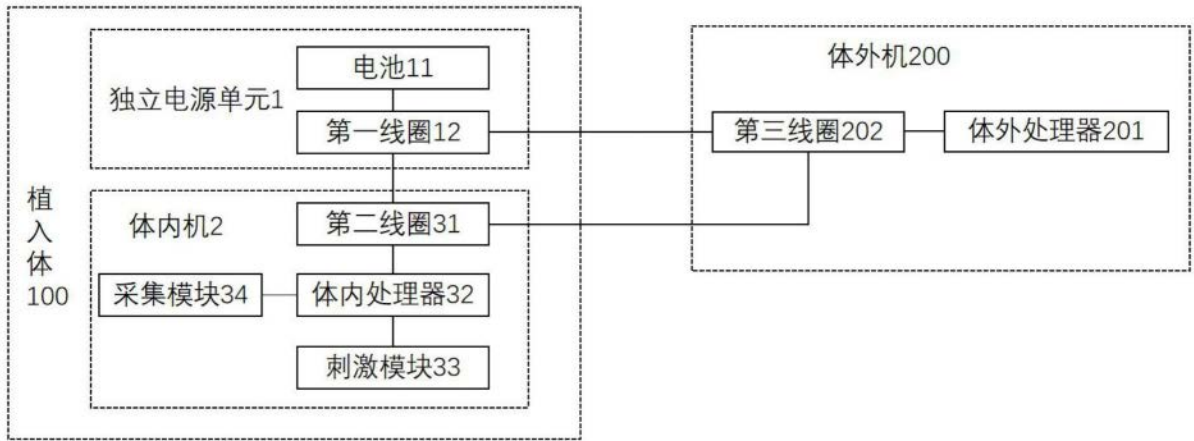 电池11
独立电源单元1
第一线圈12
植
入
体
100
体内机2
第二线圈31
采集模块34
体内处理器32
刺激模块33
体外机200
第三线圈202
体外处理器201